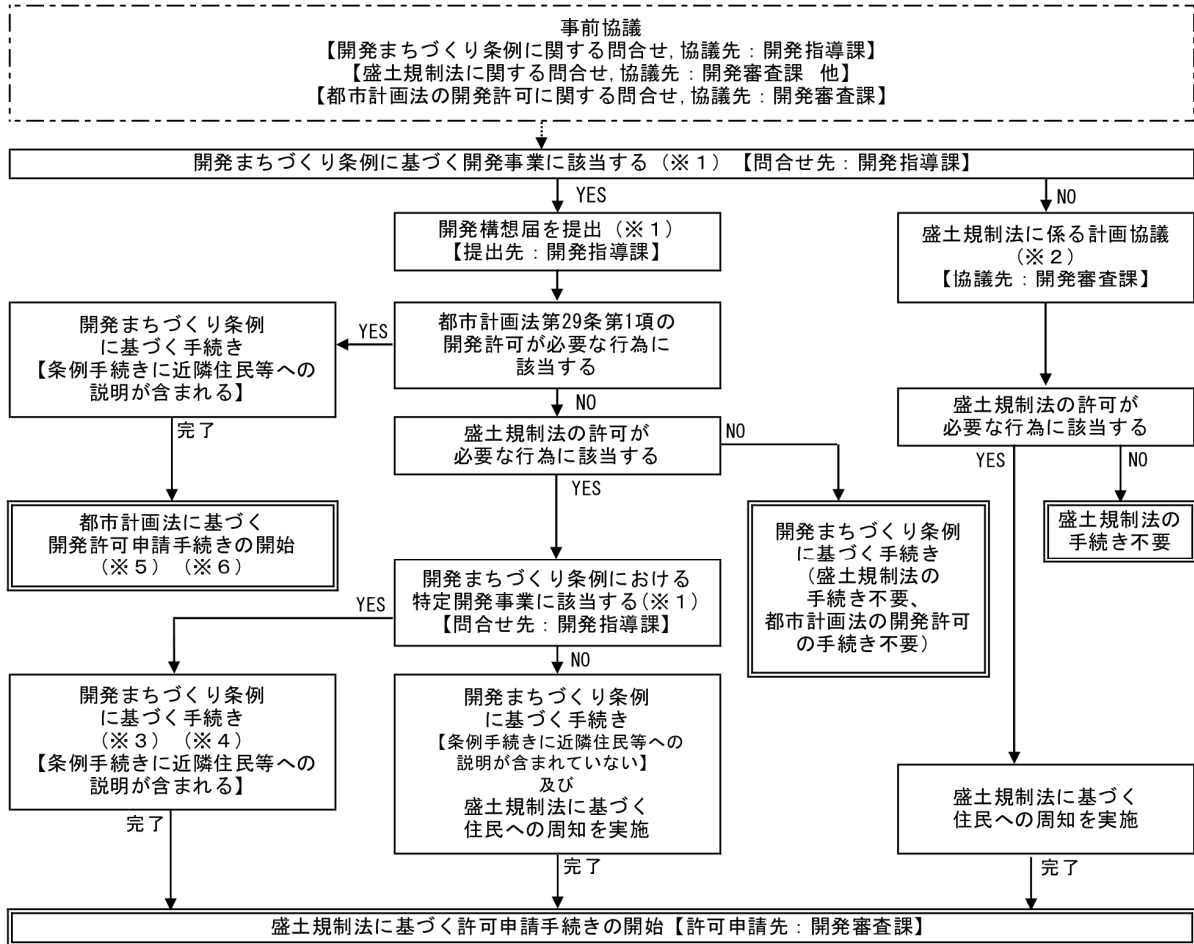 事前協議
【開発まちづくり条例に関する問合せ,協議先：開発指導課】
【盛土規制法に関する問合せ,協議先：開発審査課 他】
【都市計画法の開発許可に関する問合せ,協議先：開発審査課】
開発まちづくり条例に基づく開発事業に該当する（※１）【問合せ先：開発指導課】
YES
NO
開発構想届を提出（※１）
【提出先：開発指導課】
盛土規制法に係る計画協議
（※２）
【協議先：開発審査課】
都市計画法第29条第1項の
開発許可が必要な行為に
該当する
YES
開発まちづくり条例
に基づく手続き
【条例手続きに近隣住民等への
説明が含まれる】
NO
完了
盛土規制法の許可が
必要な行為に該当する
NO
YES
盛土規制法の許可が
必要な行為に該当する
YES
NO
都市計画法に基づく
開発許可申請手続きの開始
（※５）（※６）
開発まちづくり条例
に基づく手続き
（盛土規制法の
手続き不要、
都市計画法の開発許可
の手続き不要）
盛土規制法の
手続き不要
開発まちづくり条例における
特定開発事業に該当する（※１）
【問合せ先：開発指導課】
YES
NO
開発まちづくり条例
に基づく手続き
（※３）（※４）
【条例手続きに近隣住民等への
説明が含まれる】
開発まちづくり条例
に基づく手続き
【条例手続きに近隣住民等への
説明が含まれていない】
及び
盛土規制法に基づく
住民への周知を実施
盛土規制法に基づく
住民への周知を実施
完了
完了
完了
盛土規制法に基づく許可申請手続きの開始【許可申請先：開発審査課】